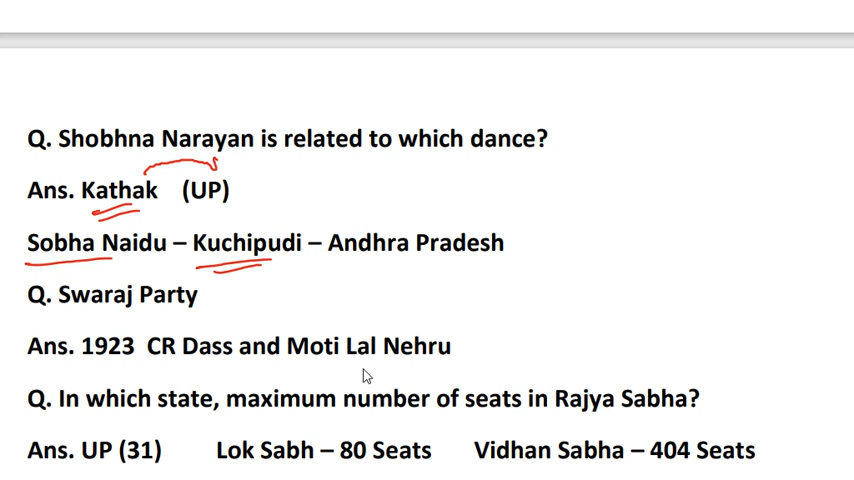 Q. Shobhna Narayan is related to which dance?
Ans. Kathak (UP)
Sobha Naidu – Kuchipudi – Andhra Pradesh
Q. Swaraj Party
Ans. 1923 CR Dass and Moti Lal Nehru
Q. In which state, maximum number of seats in Rajya Sabha?
Ans. UP (31) Lok Sabh – 80 Seats Vidhan Sabha – 404 Seats